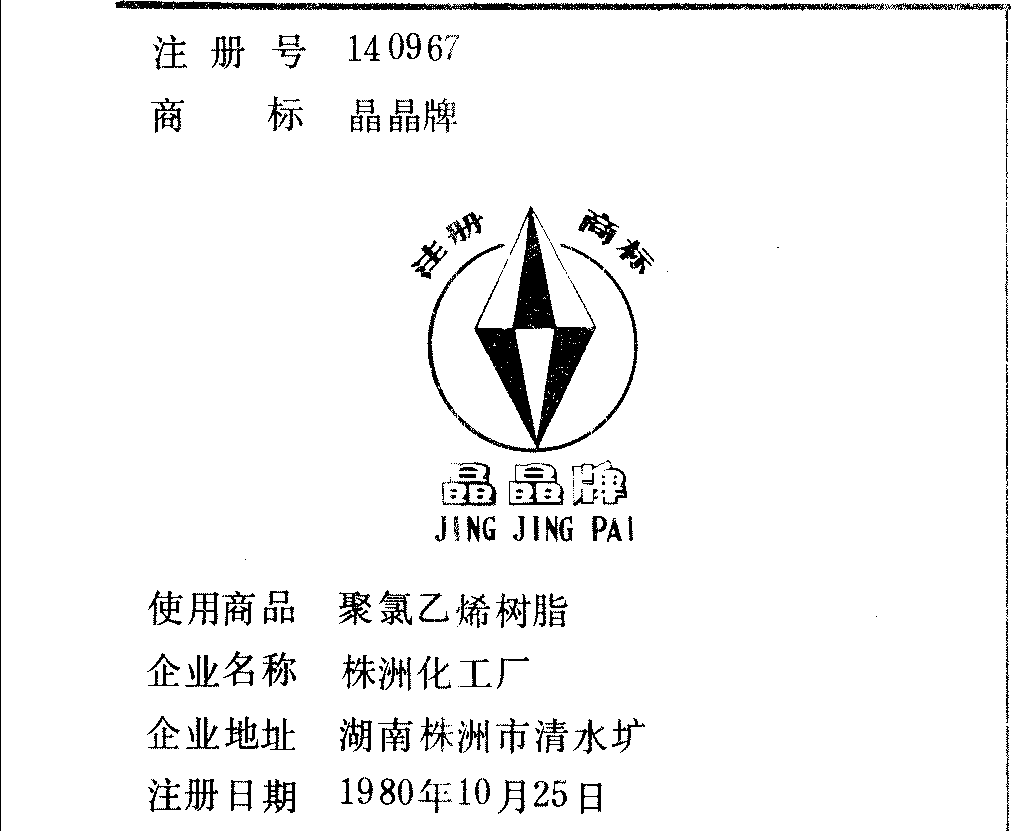 注册号 140967
商标 晶晶牌
注册 商标
晶晶牌
JING JING PAI
使用商品 聚氯乙烯树脂
企业名称 株洲化工厂
企业地址 湖南株洲市清水圹
注册日期 1980年10月25日